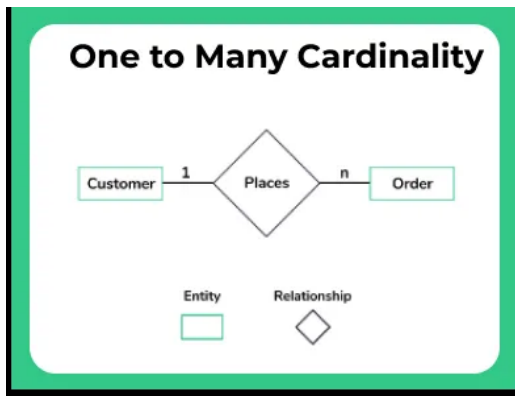 One to Many Cardinality
Customer 1 Places n Order
Entity Relationship